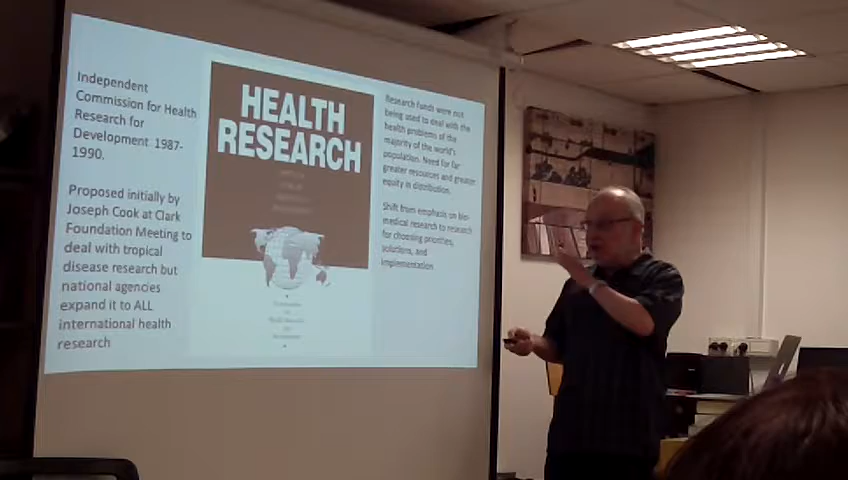 Independent
Commission for Health
Research for
Development 1987-
1990.
Proposed initially by
Joseph Cook at Clark
Foundation Meeting to
deal with tropical
disease research but
national agencies
expand it to ALL
international health
research
HEALTH
RESEARCH
Research funds were not
being used to deal with the
health problems of the
majority of the world's
population. Need for far
greater resources and greater
equity in distribution.
Shift from emphasis on bio-
medical research to research
for choosing priorities,
solutions, and
implementation